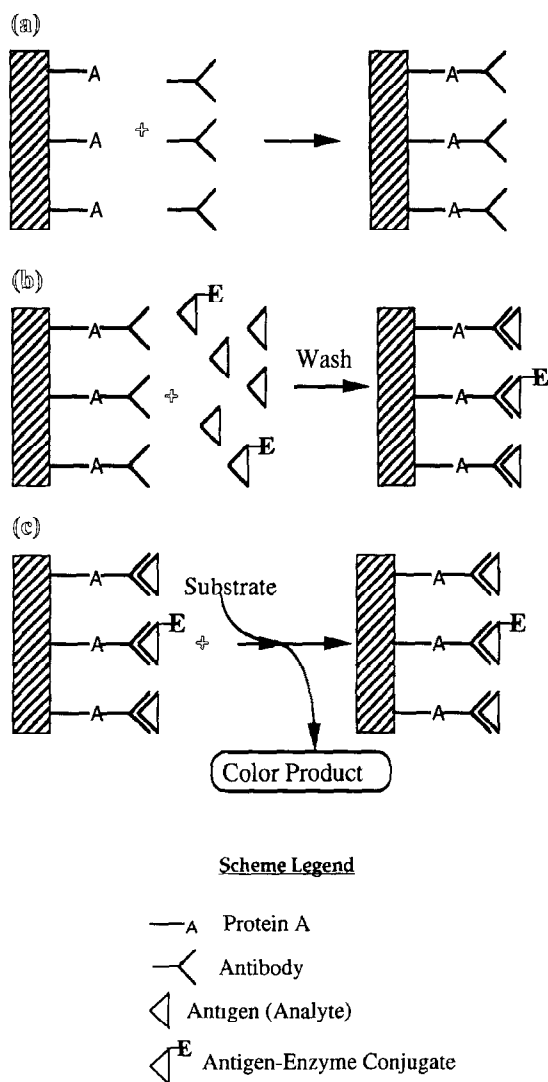 (a)
A
A
A
+
A
A
A
(b)
E
A
A
A
+
E
Wash
A
A
E
A
(c)
A
A
E
A
+
Substrate
A
A
E
A
Color Product
Scheme Legend
A Protein A
Antibody
Antigen (Analyte)
E Antigen-Enzyme Conjugate